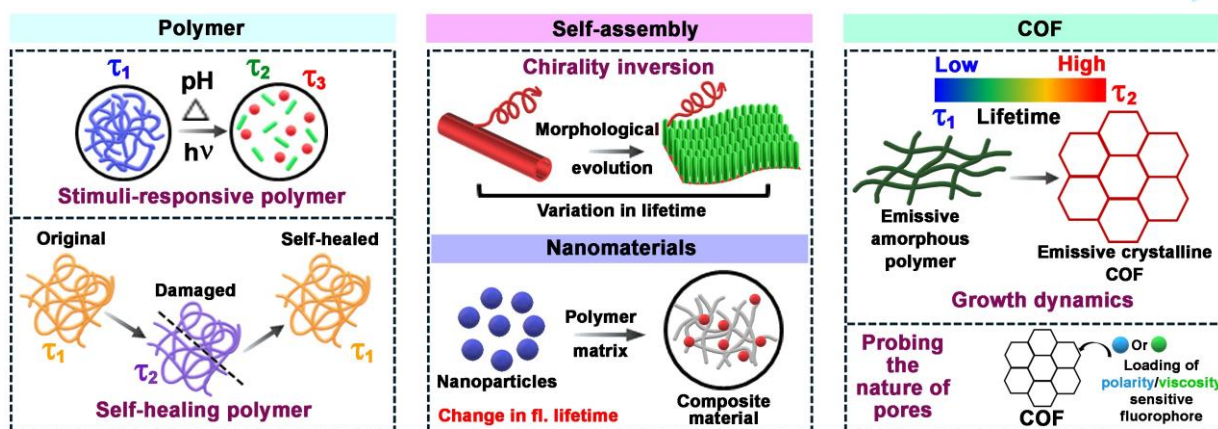 Polymer
τ1
pH
△
hν
τ2
τ3
Stimuli-responsive polymer
Original
Self-healed
Damaged
τ1
τ2
τ1
Self-healing polymer
Self-assembly
Chirality inversion
Morphological
evolution
Variation in lifetime
Nanomaterials
Polymer
matrix
Nanoparticles
Composite
material
Change in fl. lifetime
COF
Low
High
τ1
Lifetime
τ2
Emissive
amorphous
polymer
Emissive crystalline
COF
Growth dynamics
Probing
the
nature of
pores
COF
Or
Loading of
polarity/viscosity
sensitive
fluorophore